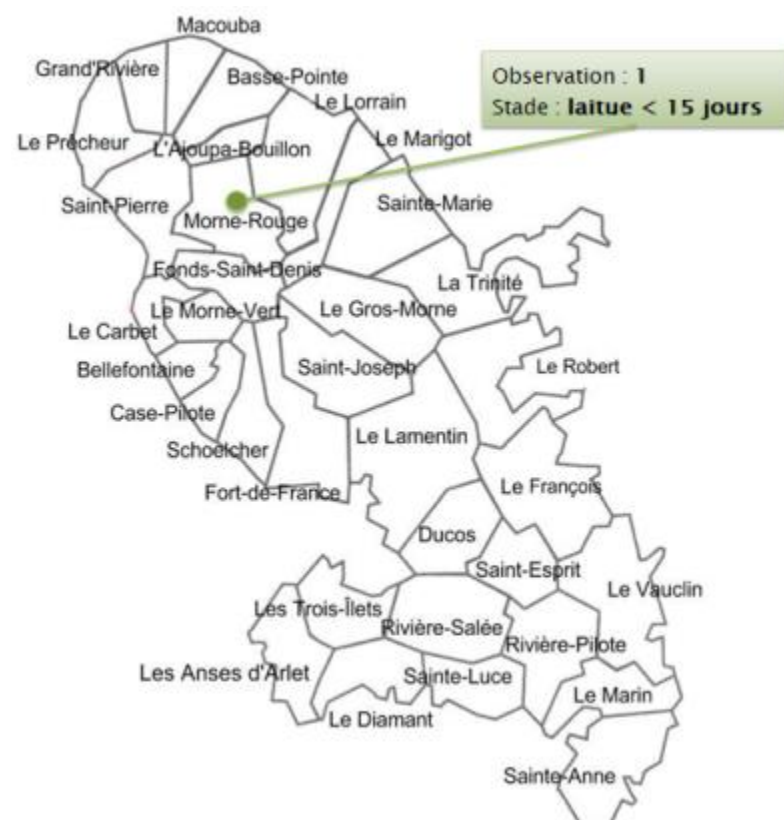 Macouba
Grand'Rivière
Basse-Pointe
Observation : 1
Stade : laitue < 15 jours
Le Lorrain
Le Prêcheur
L'Ajoupa-Bouillon
Le Marigot
Saint-Pierre
Sainte-Marie
Morne-Rouge
Fonds-Saint-Denis
La Trinité
Le Morne-Vert
Le Gros-Morne
Le Carbet
Bellefontaine
Saint-Joseph
Le Robert
Case-Pilote
Le Lamentin
Schoelcher
Fort-de-France
Le François
Ducos
Saint-Esprit
Le Vauclin
Les Trois-Îlets
Rivière-Salée
Rivière-Pilote
Les Anses d'Arlet
Sainte-Luce
Le Marin
Le Diamant
Sainte-Anne